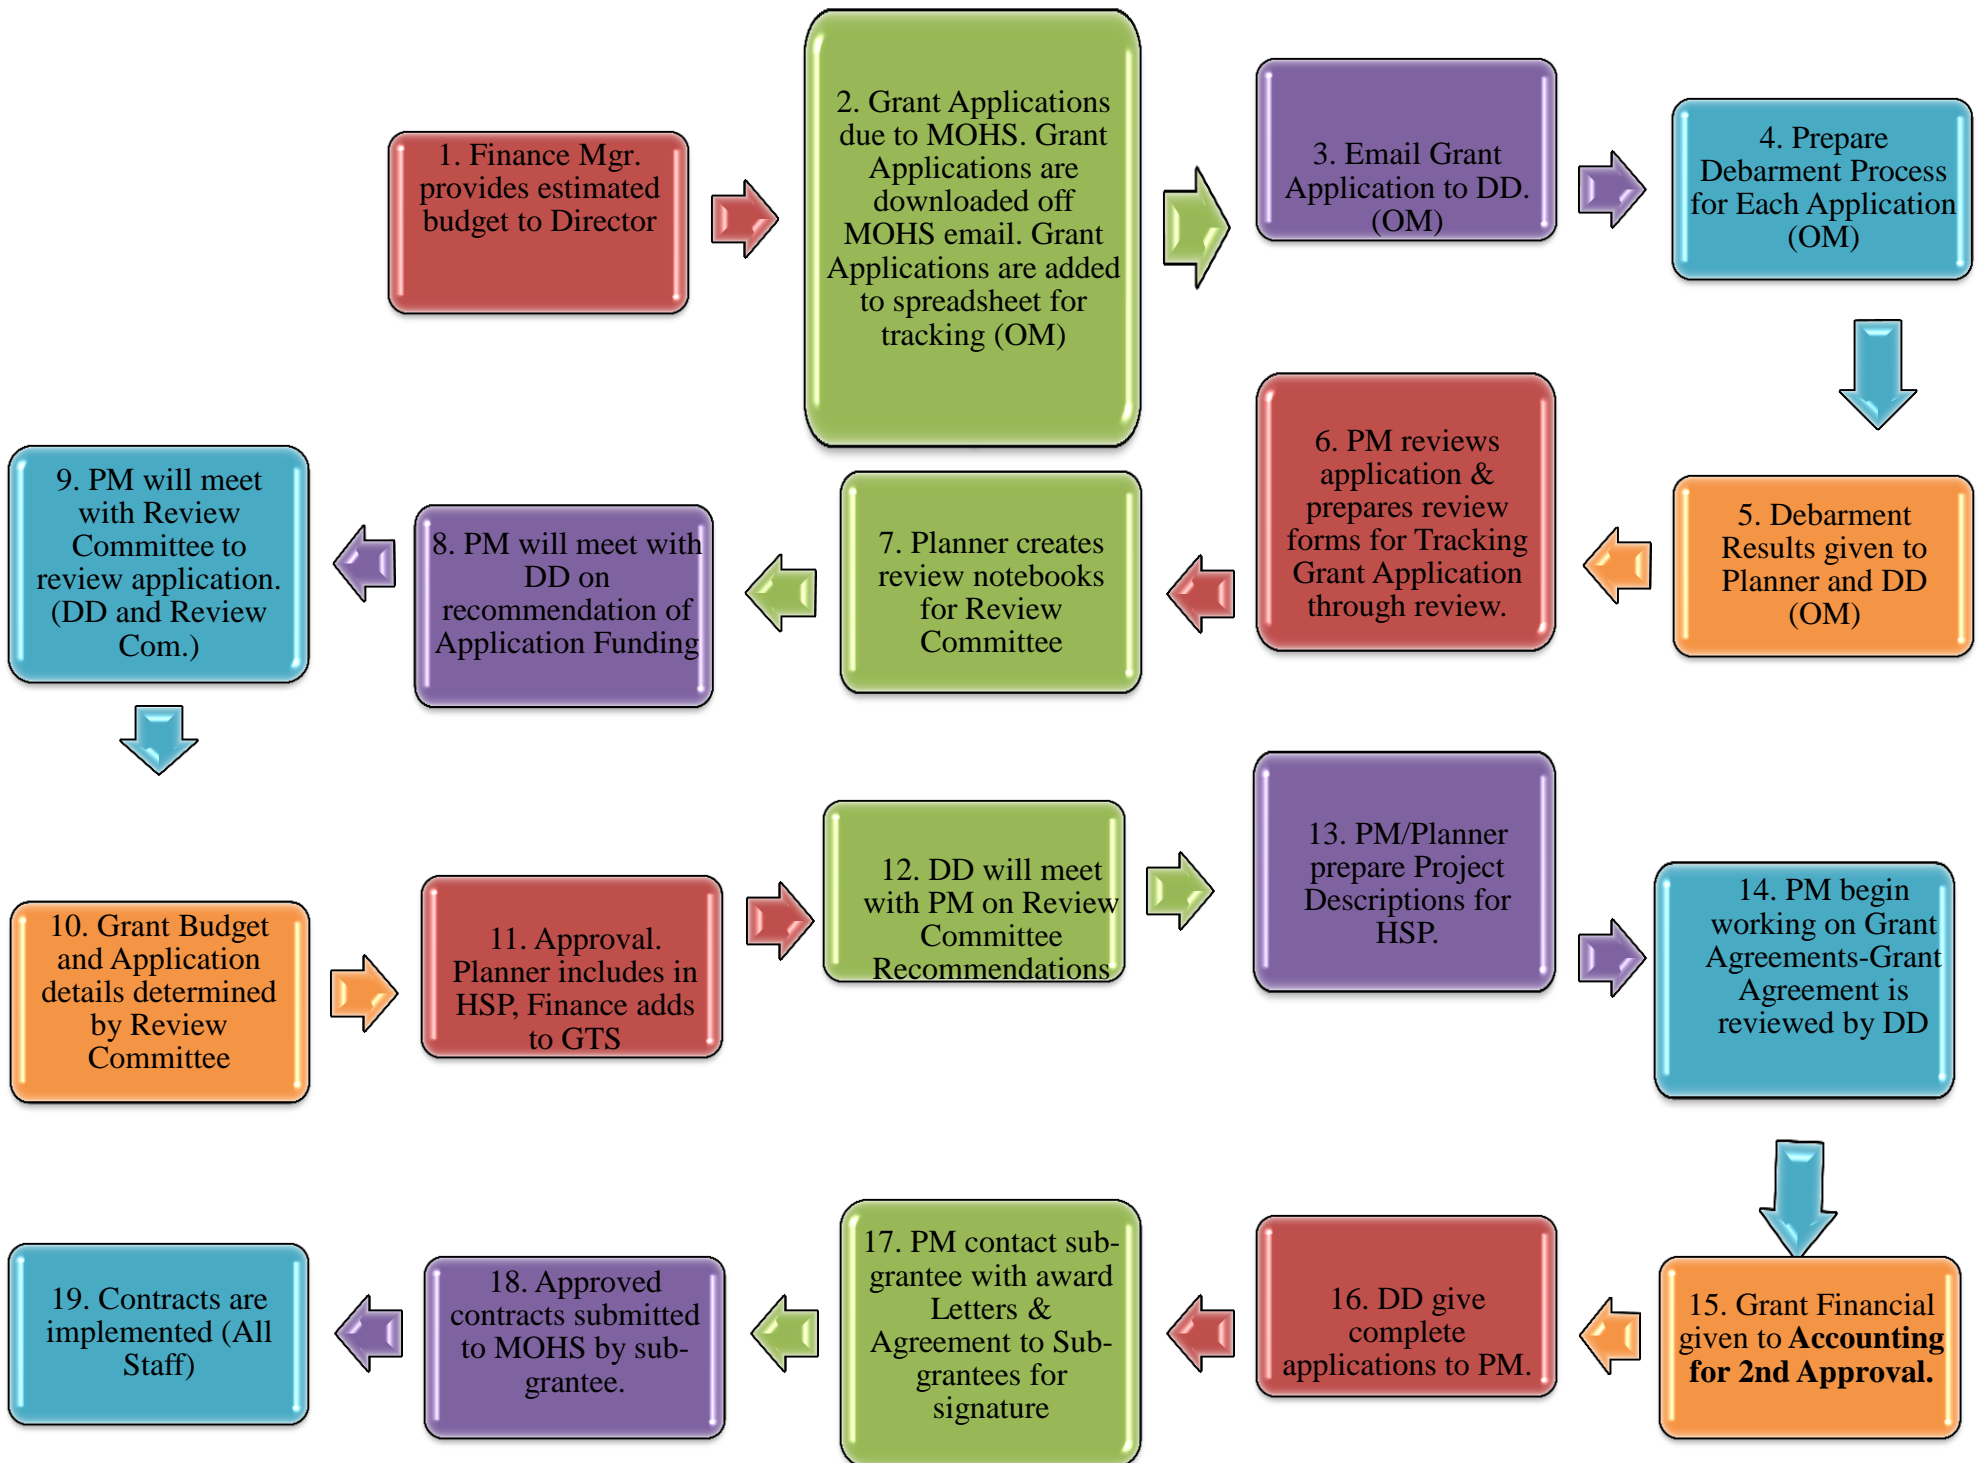 1. Finance Mgr.
provides estimated
budget to Director
2. Grant Applications
due to MOHS. Grant
Applications are
downloaded off
MOHS email. Grant
Applications are added
to spreadsheet for
tracking (OM)
3. Email Grant
Application to DD.
(OM)
4. Prepare
Debarment Process
for Each Application
(OM)
5. Debarment
Results given to
Planner and DD
(OM)
6. PM reviews
application &
prepares review
forms for Tracking
Grant Application
through review.
7. Planner creates
review notebooks
for Review
Committee
8. PM will meet with
DD on
recommendation of
Application Funding
9. PM will meet
with Review
Committee to
review application.
(DD and Review
Com.)
10. Grant Budget
and Application
details determined
by Review
Committee
11. Approval.
Planner includes in
HSP, Finance adds
to GTS
12. DD will meet
with PM on Review
Committee
Recommendations
13. PM/Planner
prepare Project
Descriptions for
HSP.
14. PM begin
working on Grant
Agreements-Grant
Agreement is
reviewed by DD
15. Grant Financial
given to Accounting
for 2nd Approval.
16. DD give
complete
applications to PM.
17. PM contact sub-
grantee with award
Letters &
Agreement to Sub-
grantees for
signature
18. Approved
contracts submitted
to MOHS by sub-
grantee.
19. Contracts are
implemented (All
Staff)